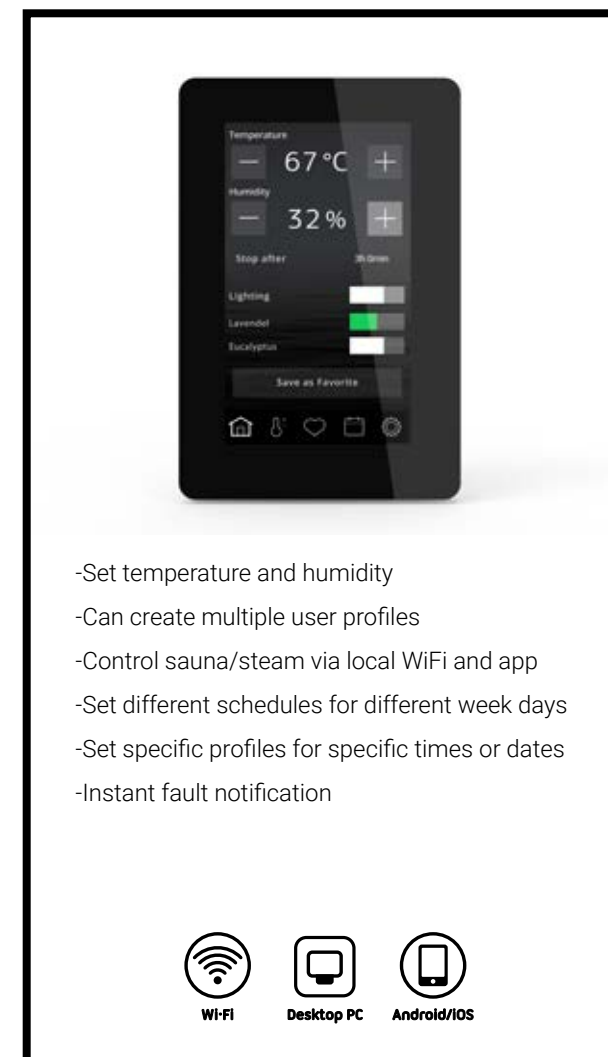 Temperature
67°C
Humidity
32%
Stop after 3h 0min
Lighting
Lavendel
Eucalyptus
Save as Favorite
-Set temperature and humidity
-Can create multiple user profiles
-Control sauna/steam via local WiFi and app
-Set different schedules for different week days
-Set specific profiles for specific times or dates
-Instant fault notification
Wi-Fi Desktop PC Android/iOS